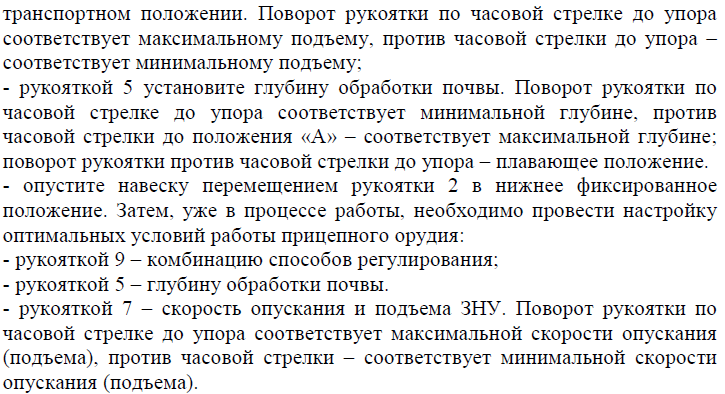 транспортном положении. Поворот рукоятки по часовой стрелке до упора
соответствует максимальному подъему, против часовой стрелки до упора –
соответствует минимальному подъему;
- рукояткой 5 установите глубину обработки почвы. Поворот рукоятки по
часовой стрелке до упора соответствует минимальной глубине, против
часовой стрелки до положения «А» – соответствует максимальной глубине;
поворот рукоятки против часовой стрелки до упора – плавающее положение.
- опустите навеску перемещением рукоятки 2 в нижнее фиксированное
положение. Затем, уже в процессе работы, необходимо провести настройку
оптимальных условий работы прицепного орудия:
- рукояткой 9 – комбинацию способов регулирования;
- рукояткой 5 – глубину обработки почвы.
- рукояткой 7 – скорость опускания и подъема ЗНУ. Поворот рукоятки по
часовой стрелке до упора соответствует максимальной скорости опускания
(подъема), против часовой стрелки – соответствует минимальной скорости
опускания (подъема).